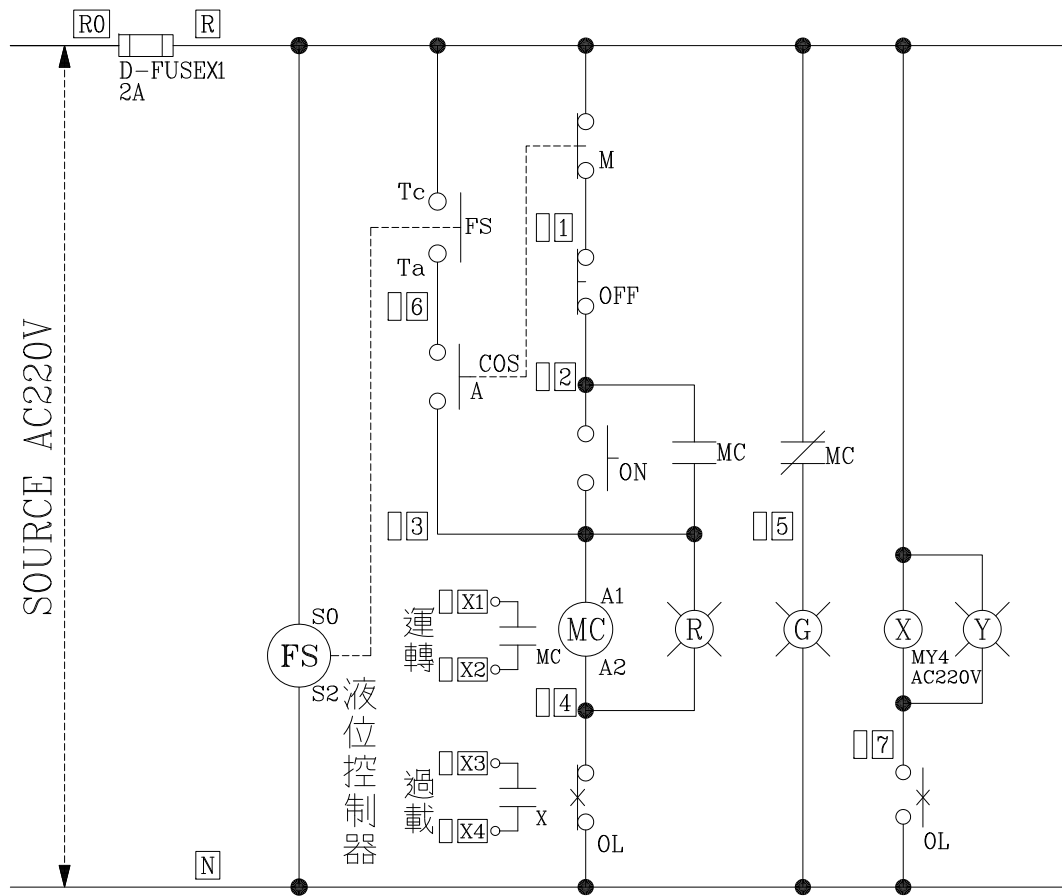 R0
R
D-FUSEX1
2A
SOURCE AC220V
M
Tc
FS
Ta
1
OFF
6
COS
A
2
ON
MC
MC
3
5
S0
FS
S2
液位控制器
運轉
X1
X2
MC
A1
MC
A2
R
G
X
MY4
AC220V
Y
4
7
過載
X3
X4
X
OL
OL
N